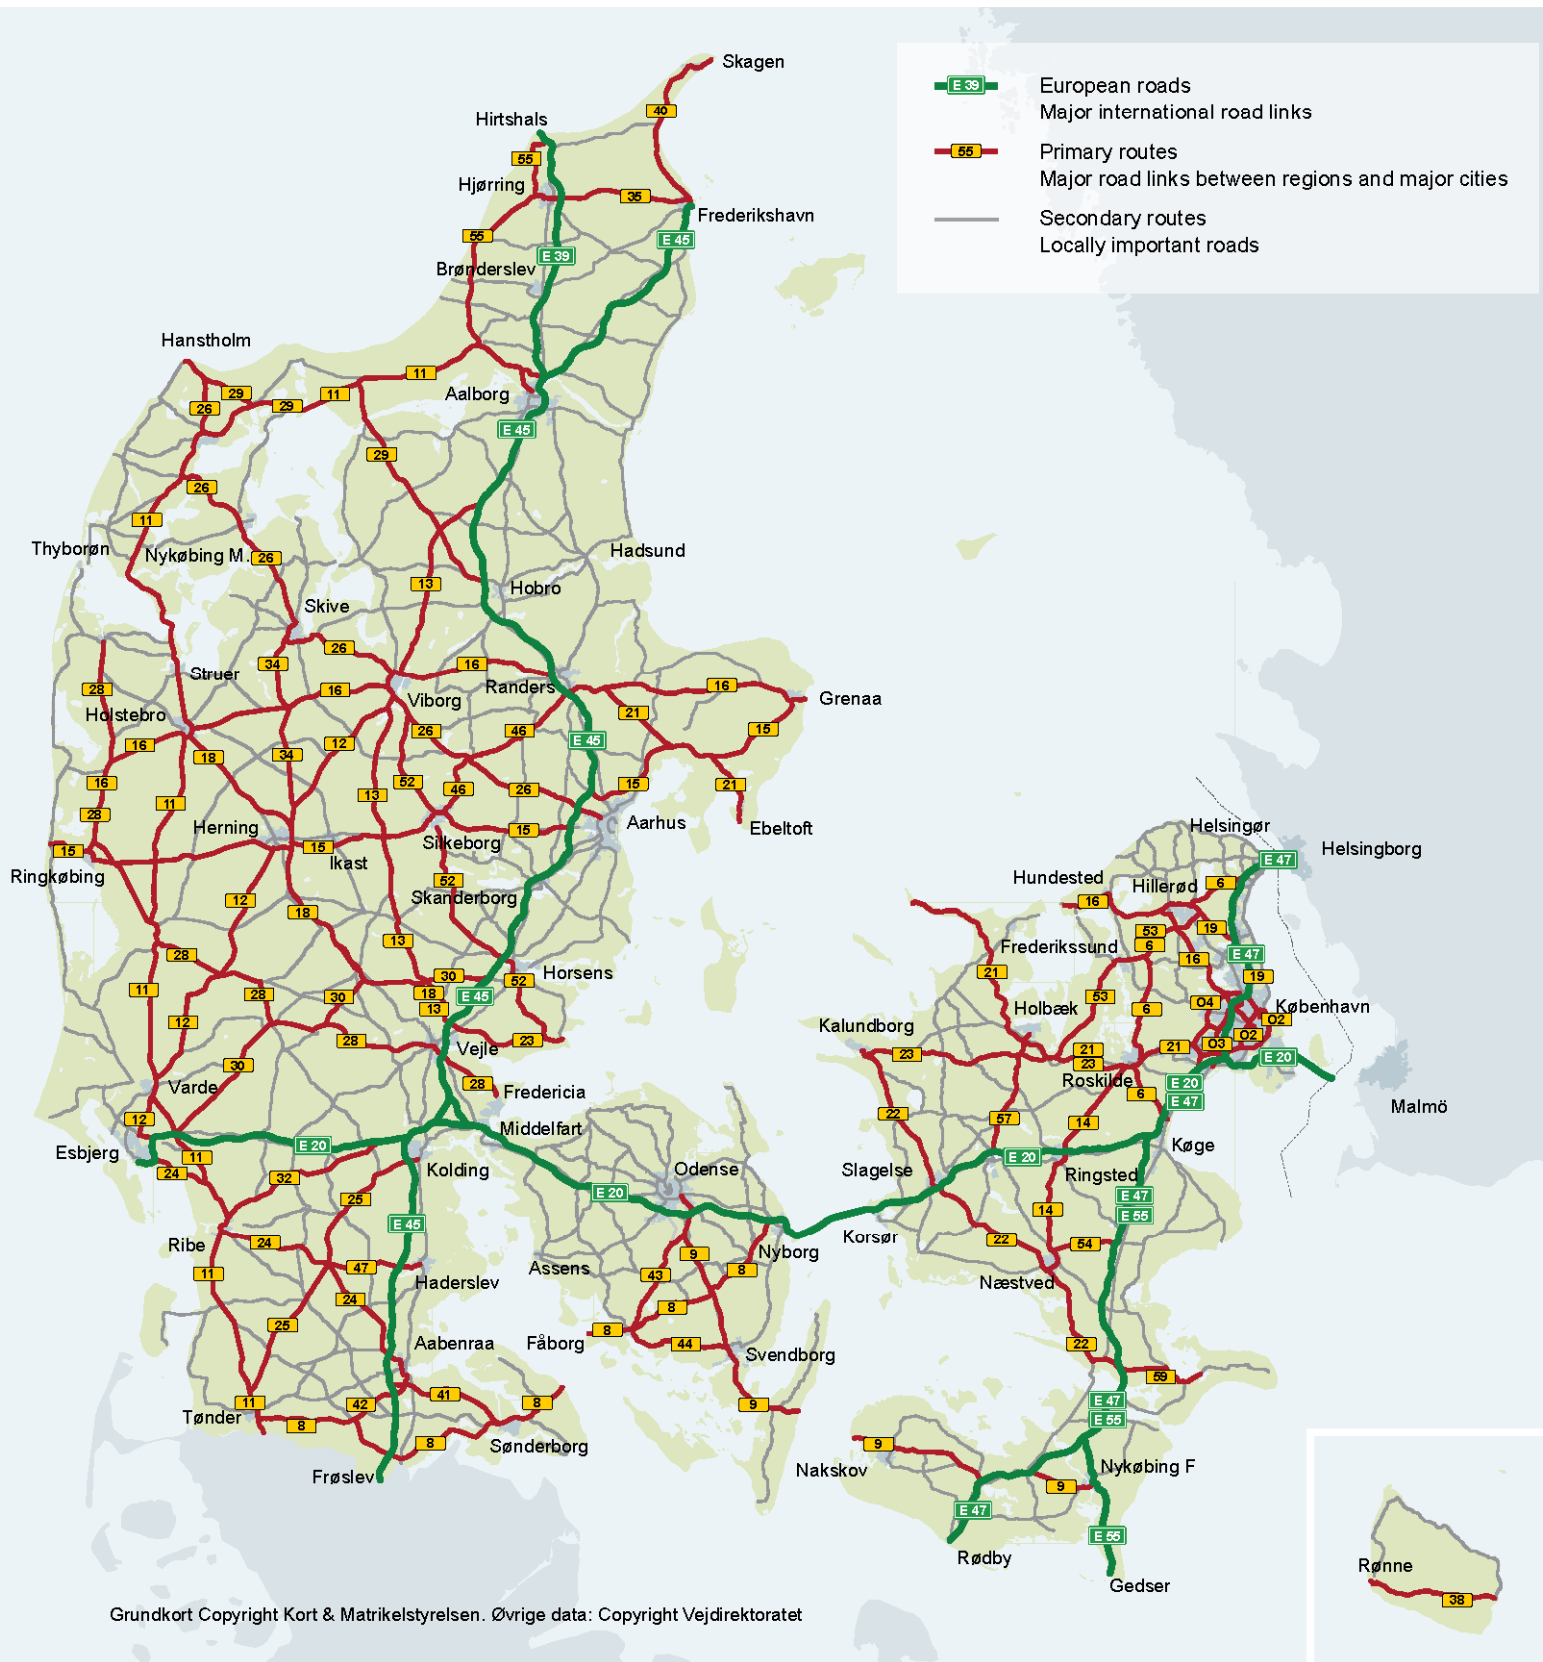 Skagen
40
Hirtshals
55
Hjørring
35
Frederikshavn
55
E 45
E 39
Brønderslev
E 39
European roads
Major international road links
55
Primary routes
Major road links between regions and major cities
Secondary routes
Locally important roads
Hanstholm
11
29
11
26
29
Aalborg
E 45
29
26
11
Thyborøn
Nykøbing M.
26
Hadsund
13
Hobro
Skive
26
34
16
Struer
28
16
Viborg
Randers
16
Grenaa
Holstebro
21
15
16
18
34
12
26
46
E 45
16
28
11
13
52
46
26
15
21
Herning
15
Ikast
Silkeborg
15
Aarhus
Ebeltoft
15
Ringkøbing
52
Skanderborg
12
18
28
13
11
28
30
30
18
13
E 45
52
Horsens
12
28
23
30
Vejle
28
Fredericia
Varde
12
Esbjerg
E 20
Middelfart
11
24
32
Kolding
25
E 45
E 20
Odense
Ribe
24
47
11
Haderslev
24
25
Assens
9
43
8
Nyborg
8
Fåborg
8
44
Svendborg
9
Aabenraa
11
42
41
8
Tønder
8
8
Sønderborg
Frøslev
Helsingør
E 47
Helsingborg
Hundested
Hillerød
6
16
53
6
19
Frederikssund
E 47
16
21
19
53
O4
6
København
Holbæk
O2
Kalundborg
23
21
23
21
O3
O2
E 20
Roskilde
E 20
E 47
6
Malmö
22
57
14
Køge
Slagelse
E 20
Ringsted
E 47
E 55
14
Korsør
22
54
Næstved
22
59
E 47
E 55
9
Nakskov
Nykøbing F
9
E 47
E 55
Rødby
Gedser
Rønne
38
Grundkort Copyright Kort & Matrikelstyrelsen. Øvrige data: Copyright Vejdirektoratet